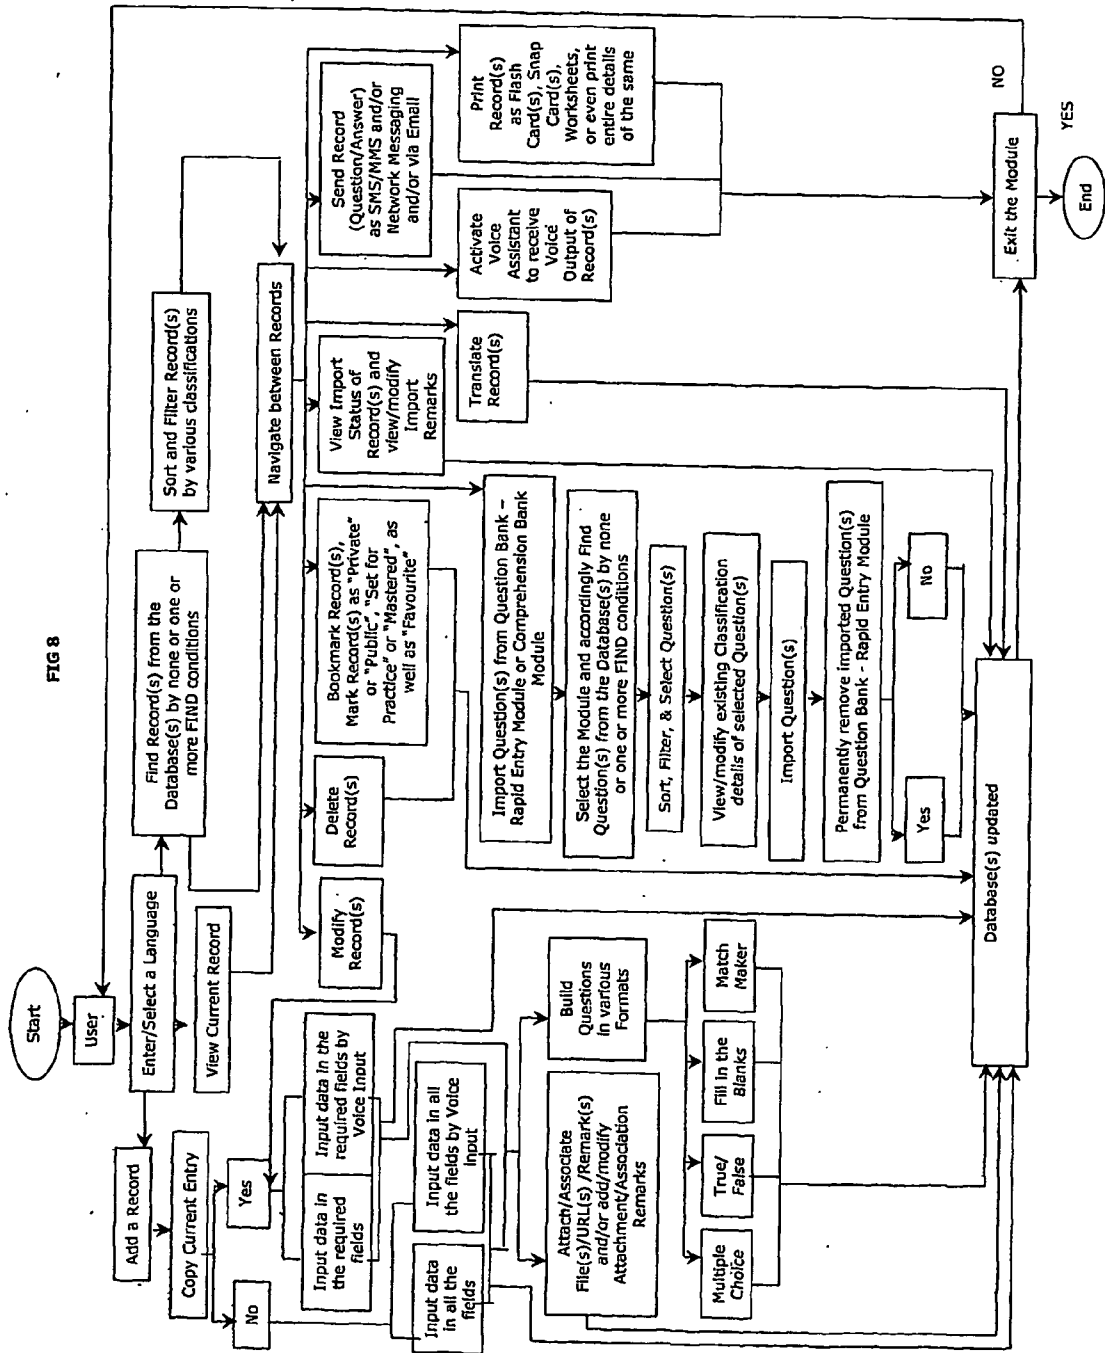 FIG 8
Start
User
Enter/Select a Language
Add a Record
View Current Record
Find Record(s) from the
Database(s) by none or one or
more FIND conditions
Sort and Filter Record(s)
by various classifications
Copy Current Entry
Navigate between Records
No
Yes
Input data in
the required
fields
Input data in the
required fields by
Voice Input
Modify
Record(s)
Delete
Record(s)
Bookmark Record(s),
Mark Record(s) as "Private"
or "Public", "Set for
Practice" or "Mastered", as
well as "Favourite"
View Import
Status of
Record(s) and
view/modify
Import
Remarks
Send Record
(Question/Answer)
as SMS/MMS and/or
Network Messaging
and/or via Email
Input data
in all the
fields
Input data in all
the fields by Voice
Input
Import Question(s) from Question Bank –
Rapid Entry Module or Comprehension Bank
Module
Translate
Record(s)
Activate
Voice
Assistant
to receive
Voice
Output of
Record(s)
Print
Record(s)
as Flash
Card(s), Snap
Card(s),
Worksheets,
or even print
entire details
of the same
Attach/Associate
File(s)/URL(s) /Remark(s)
and/or add/modify
Attachment/Association
Remarks
Build
Questions
in various
Formats
Select the Module and accordingly Find
Question(s) from the Database(s) by none
or one or more FIND conditions
Sort, Filter, & Select Question(s)
Multiple
Choice
True/
False
Fill in the
Blanks
Match
Maker
View/modify existing Classification
details of selected Question(s)
Import Question(s)
Permanently remove imported Question(s)
from Question Bank - Rapid Entry Module
Yes
No
Database(s) updated
Exit the Module
NO
YES
End